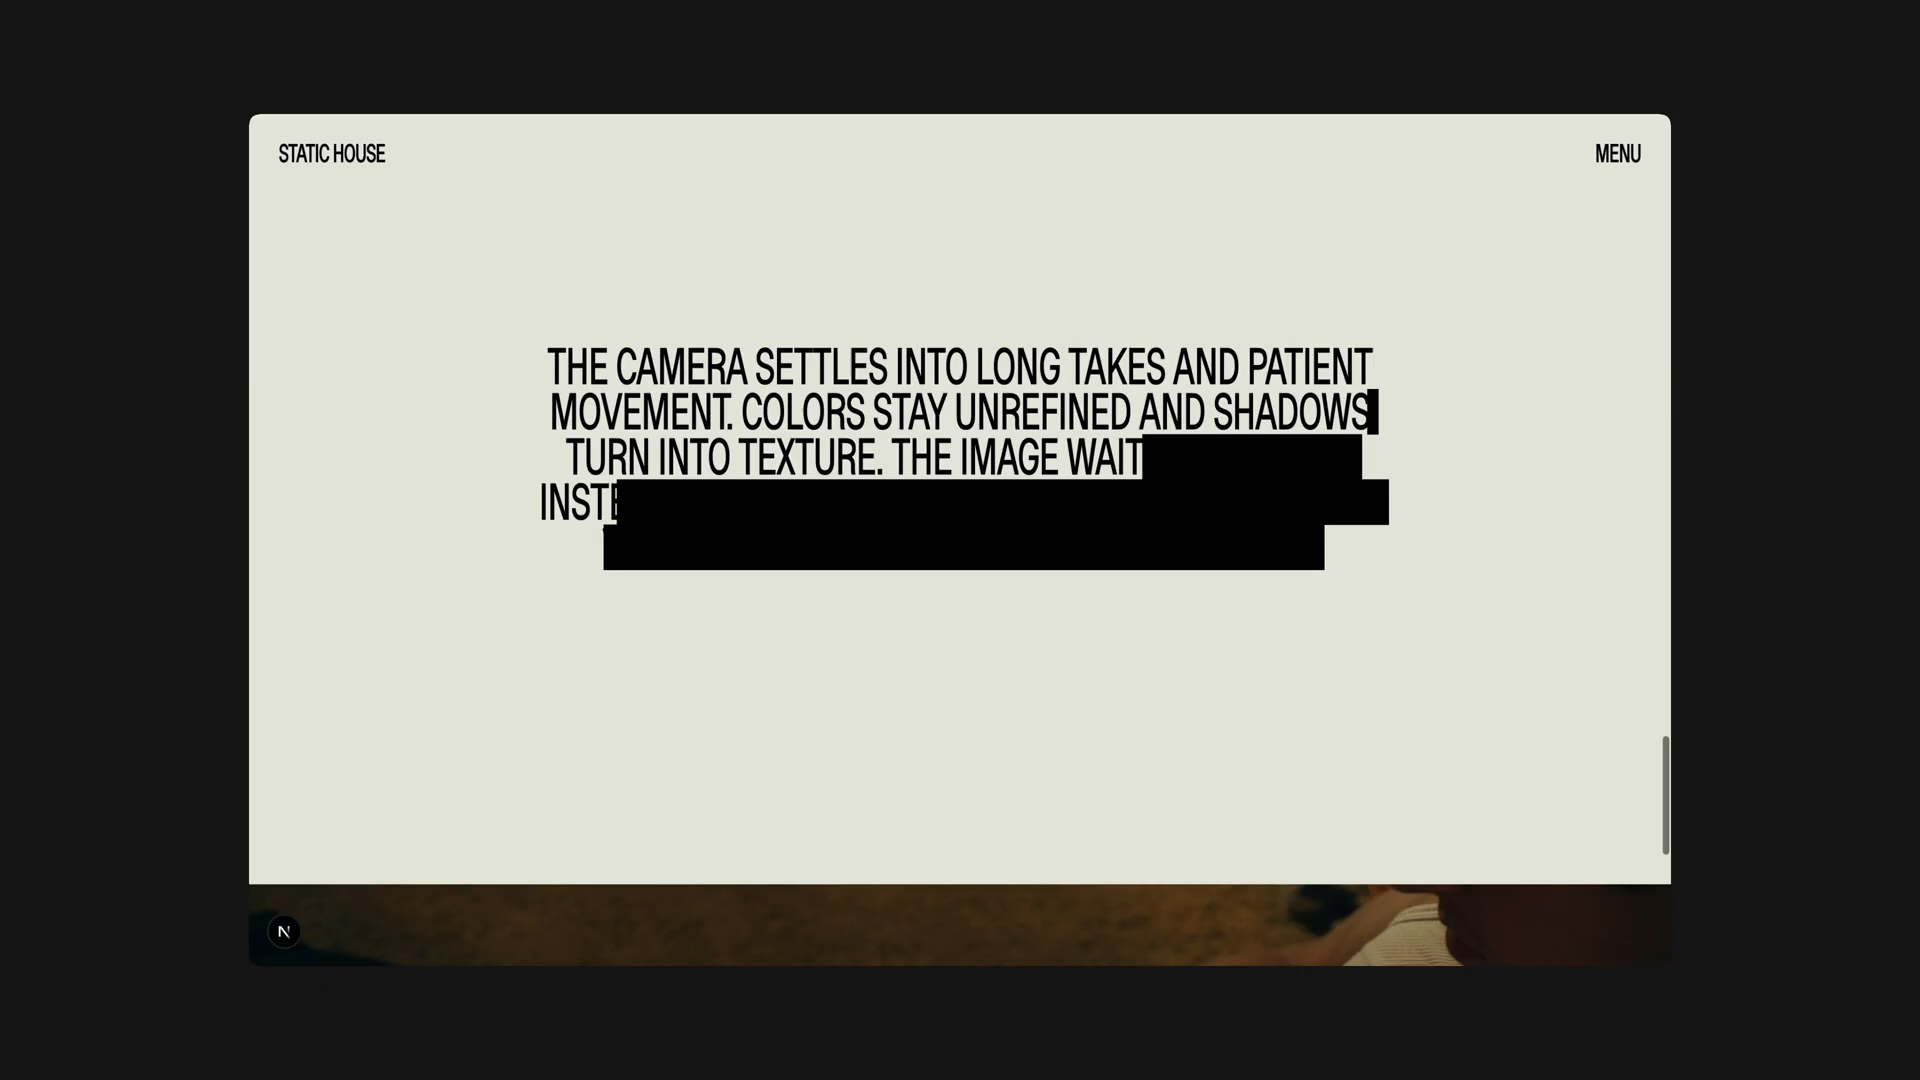 STATIC HOUSE
MENU
THE CAMERA SETTLES INTO LONG TAKES AND PATIENT
MOVEMENT. COLORS STAY UNREFINED AND SHADOWS
TURN INTO TEXTURE. THE IMAGE WAIT
INSTE
N